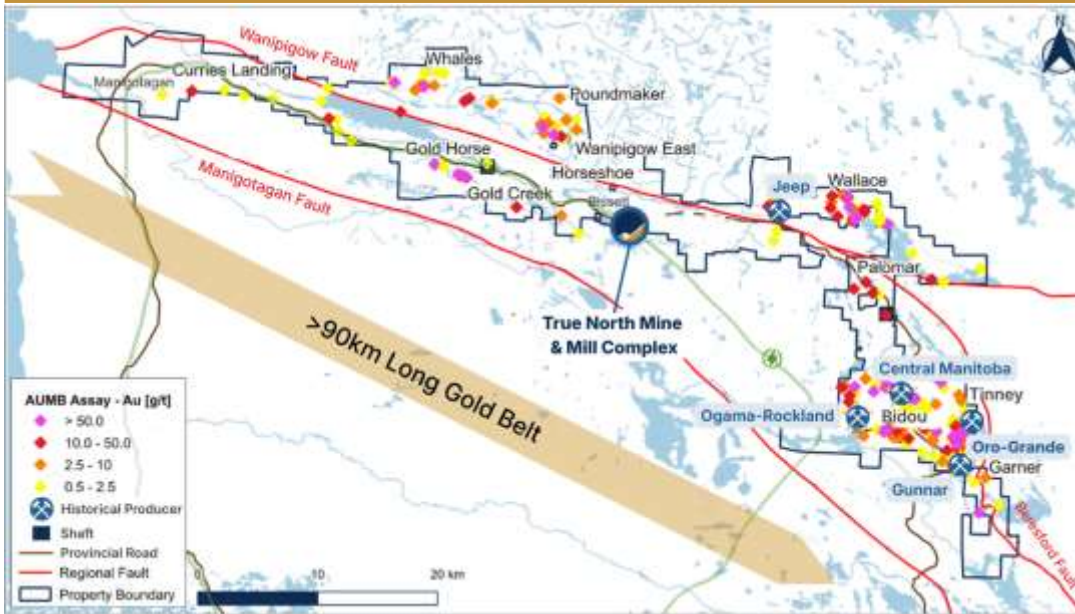 N
Wanipigow Fault
Whales
Curries Landing
Manigotagan
Poundmaker
Wanipigow East
Gold Horse
Horseshoe
Manigotagan Fault
Jeep
Wallace
Gold Creek
Bissett
Palomar
True North Mine
& Mill Complex
>90km Long Gold Belt
Central Manitoba
Tinney
Ogama-Rockland
Bidou
Oro-Grande
Garner
Gunnar
Beresford Fault
AUMB Assay - Au [g/t]
> 50.0
10.0 - 50.0
2.5 - 10
0.5 - 2.5
Historical Producer
Shaft
Provincial Road
Regional Fault
Property Boundary
0 10 20 km